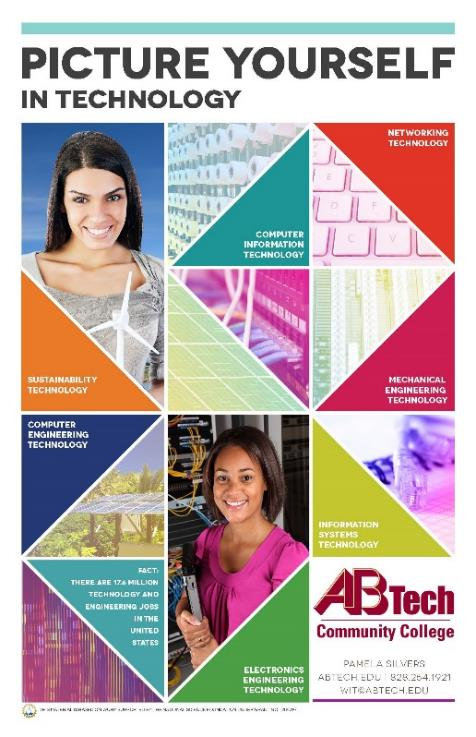 PICTURE YOURSELF
IN TECHNOLOGY
NETWORKING
TECHNOLOGY
COMPUTER
INFORMATION
TECHNOLOGY
SUSTAINABILITY
TECHNOLOGY
MECHANICAL
ENGINEERING
TECHNOLOGY
COMPUTER
ENGINEERING
TECHNOLOGY
INFORMATION
SYSTEMS
TECHNOLOGY
FACT:
THERE ARE 17.6 MILLION
TECHNOLOGY AND
ENGINEERING JOBS
IN THE
UNITED
STATES
ELECTRONICS
ENGINEERING
TECHNOLOGY
AB Tech
Community College
PAMELA SILVERS
ABTECH.EDU | 828.254.1921
WIT@ABTECH.EDU